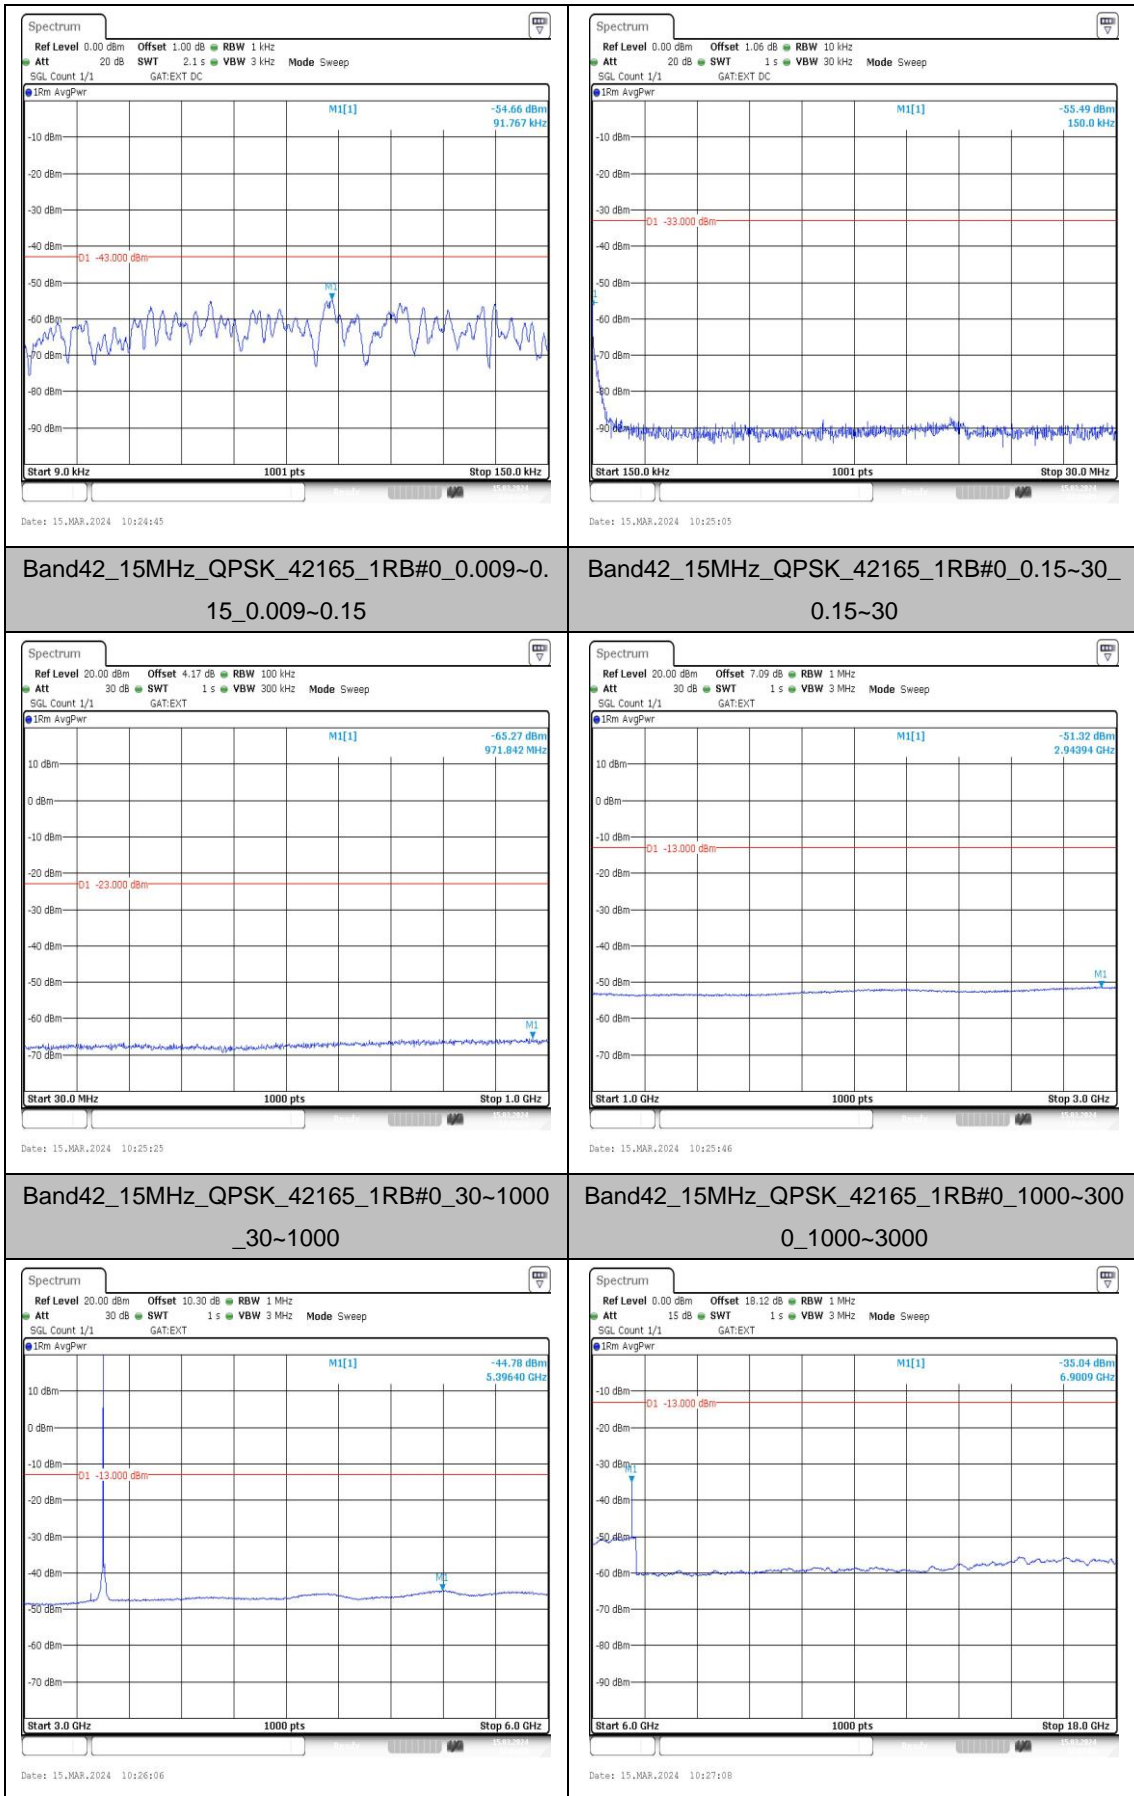 Spectrum
Ref Level 0.00 dBm Offset 1.00 dB RBW 1 kHz
Att 20 dB SWT 2.1 s VBW 3 kHz Mode Sweep
SGL Count 1/1 GAT:EXT DC
1Rm AvgPwr
M1[1] -54.66 dBm
91.767 kHz
-10 dBm
-20 dBm
-30 dBm
-40 dBm
D1 -43.000 dBm
-50 dBm
M1
-60 dBm
-70 dBm
-80 dBm
-90 dBm
Start 9.0 kHz 1001 pts Stop 150.0 kHz
Date: 15.MAR.2024 10:24:45
Spectrum
Ref Level 0.00 dBm Offset 1.06 dB RBW 10 kHz
Att 20 dB SWT 1 s VBW 30 kHz Mode Sweep
SGL Count 1/1 GAT:EXT DC
1Rm AvgPwr
M1[1] -55.49 dBm
150.0 kHz
-10 dBm
-20 dBm
-30 dBm
D1 -33.000 dBm
-40 dBm
-50 dBm
-60 dBm
-70 dBm
-80 dBm
-90 dBm
Start 150.0 kHz 1001 pts Stop 30.0 MHz
Date: 15.MAR.2024 10:25:05
Band42_15MHz_QPSK_42165_1RB#0_0.009~0.
15_0.009~0.15
Band42_15MHz_QPSK_42165_1RB#0_0.15~30_
0.15~30
Spectrum
Ref Level 20.00 dBm Offset 4.17 dB RBW 100 kHz
Att 30 dB SWT 1 s VBW 300 kHz Mode Sweep
SGL Count 1/1 GAT:EXT
1Rm AvgPwr
M1[1] -65.27 dBm
971.842 MHz
10 dBm
0 dBm
-10 dBm
-20 dBm
D1 -23.000 dBm
-30 dBm
-40 dBm
-50 dBm
-60 dBm
M1
-70 dBm
Start 30.0 MHz 1000 pts Stop 1.0 GHz
Date: 15.MAR.2024 10:25:25
Spectrum
Ref Level 20.00 dBm Offset 7.09 dB RBW 1 MHz
Att 30 dB SWT 1 s VBW 3 MHz Mode Sweep
SGL Count 1/1 GAT:EXT
1Rm AvgPwr
M1[1] -51.32 dBm
2.94394 GHz
10 dBm
0 dBm
-10 dBm
D1 -13.000 dBm
-20 dBm
-30 dBm
-40 dBm
M1
-50 dBm
-60 dBm
-70 dBm
Start 1.0 GHz 1000 pts Stop 3.0 GHz
Date: 15.MAR.2024 10:25:46
Band42_15MHz_QPSK_42165_1RB#0_30~1000
_30~1000
Band42_15MHz_QPSK_42165_1RB#0_1000~300
0_1000~3000
Spectrum
Ref Level 20.00 dBm Offset 10.30 dB RBW 1 MHz
Att 30 dB SWT 1 s VBW 3 MHz Mode Sweep
SGL Count 1/1 GAT:EXT
1Rm AvgPwr
M1[1] -44.78 dBm
5.39640 GHz
10 dBm
0 dBm
-10 dBm
D1 -13.000 dBm
-20 dBm
-30 dBm
-40 dBm
M1
-50 dBm
-60 dBm
-70 dBm
Start 3.0 GHz 1000 pts Stop 6.0 GHz
Date: 15.MAR.2024 10:26:06
Spectrum
Ref Level 0.00 dBm Offset 18.12 dB RBW 1 MHz
Att 15 dB SWT 1 s VBW 3 MHz Mode Sweep
SGL Count 1/1 GAT:EXT
1Rm AvgPwr
M1[1] -35.04 dBm
6.9009 GHz
-10 dBm
D1 -13.000 dBm
-20 dBm
-30 dBm
M1
-40 dBm
-50 dBm
-60 dBm
-70 dBm
-80 dBm
-90 dBm
Start 6.0 GHz 1000 pts Stop 18.0 GHz
Date: 15.MAR.2024 10:27:08